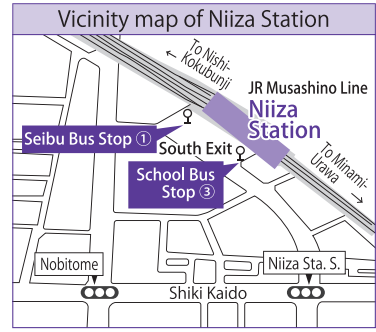 Vicinity map of Niiza Station
← To Nishi-
Kokubunji
JR Musashino Line
Niiza
Station
Seibu Bus Stop ①
South Exit
School Bus
Stop ③
To Minami-
Urawa →
Nobitome
Niiza Sta. S.
Shiki Kaido